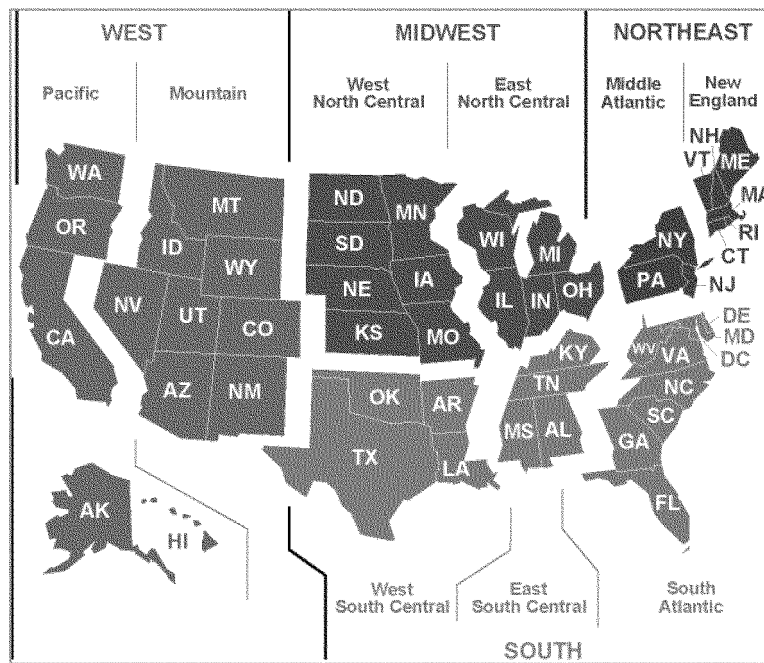 WEST
MIDWEST
NORTHEAST
Pacific
Mountain
West
North Central
East
North Central
Middle
Atlantic
New
England
WA
OR
CA
NV
ID
MT
WY
UT
CO
AZ
NM
AK
HI
ND
SD
NE
KS
MN
IA
MO
WI
MI
IL
IN
OH
NH
VT
ME
MA
RI
CT
NY
PA
NJ
DE
MD
DC
WV
VA
NC
SC
GA
FL
KY
TN
MS
AL
OK
AR
TX
LA
West
South Central
East
South Central
South
Atlantic
SOUTH